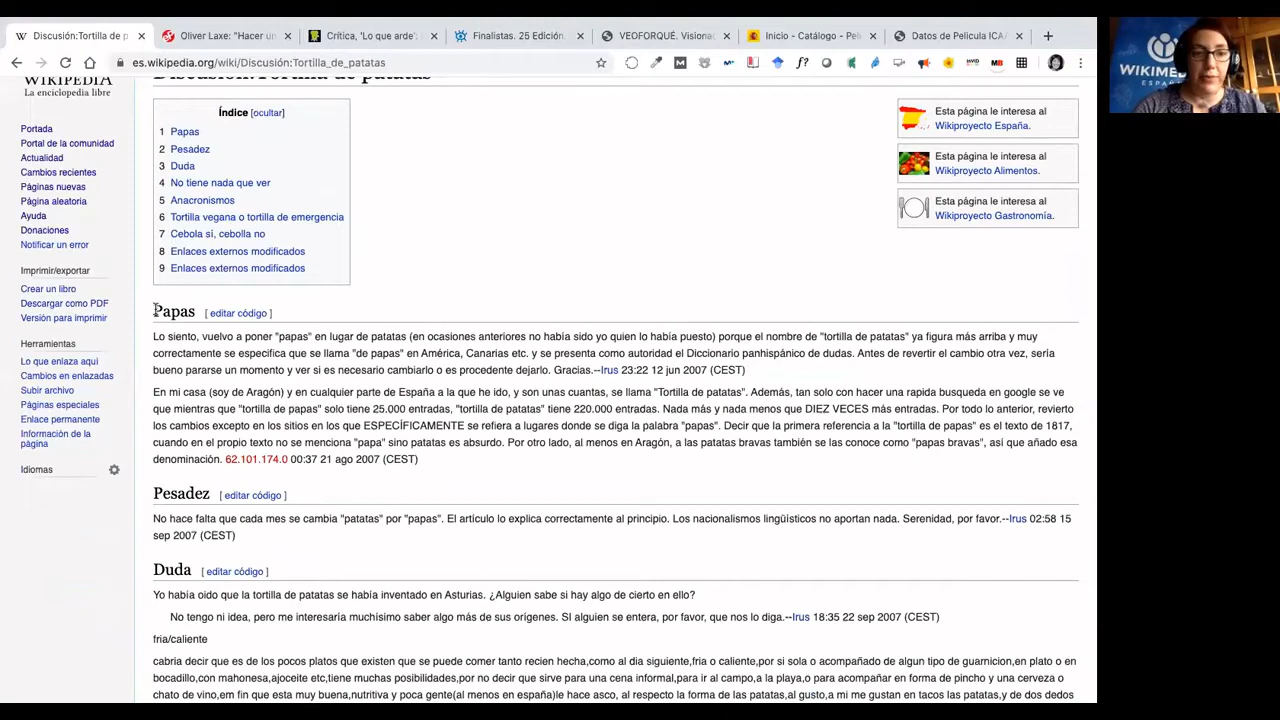 Discusión:Tortilla de p
Oliver Laxe: "Hacer un
Crítica, 'Lo que arde':
Finalistas. 25 Edición,
VEOFORQUÉ. Visionad
Inicio - Catálogo - Pel
Datos de Película ICA/
es.wikipedia.org/wiki/Discusión:Tortilla_de_patatas
WIKIPEDIA
La enciclopedia libre
Portada
Portal de la comunidad
Actualidad
Cambios recientes
Páginas nuevas
Página aleatoria
Ayuda
Donaciones
Notificar un error
Imprimir/exportar
Crear un libro
Descargar como PDF
Versión para imprimir
Herramientas
Lo que enlaza aquí
Cambios en enlazadas
Subir archivo
Páginas especiales
Enlace permanente
Información de la
página
Idiomas
Discusión:Tortilla de patatas
Índice [ocultar]
1 Papas
2 Pesadez
3 Duda
4 No tiene nada que ver
5 Anacronismos
6 Tortilla vegana o tortilla de emergencia
7 Cebola sí, cebolla no
8 Enlaces externos modificados
9 Enlaces externos modificados
Esta página le interesa al
Wikiproyecto España.
Esta página le interesa al
Wikiproyecto Alimentos.
Esta página le interesa al
Wikiproyecto Gastronomía.
Papas [ editar código ]
Lo siento, vuelvo a poner "papas" en lugar de patatas (en ocasiones anteriores no había sido yo quien lo había puesto) porque el nombre de "tortilla de patatas" ya figura más arriba y muy
correctamente se especifica que se llama "de papas" en América, Canarias etc. y se presenta como autoridad el Diccionario panhispánico de dudas. Antes de revertir el cambio otra vez, sería
bueno pararse un momento y ver si es necesario cambiarlo o es procedente dejarlo. Gracias.--Irus 23:22 12 jun 2007 (CEST)
En mi casa (soy de Aragón) y en cualquier parte de España a la que he ido, y son unas cuantas, se llama "Tortilla de patatas". Además, tan solo con hacer una rapida busqueda en google se ve
que mientras que "tortilla de papas" solo tiene 25.000 entradas, "tortilla de patatas" tiene 220.000 entradas. Nada más y nada menos que DIEZ VECES más entradas. Por todo lo anterior, revierto
los cambios excepto en los sitios en los que ESPECÍFICAMENTE se refiera a lugares donde se diga la palabra "papas". Decir que la primera referencia a la "tortilla de papas" es el texto de 1817,
cuando en el propio texto no se menciona "papa" sino patatas es absurdo. Por otro lado, al menos en Aragón, a las patatas bravas también se las conoce como "papas bravas", así que añado esa
denominación. 62.101.174.0 00:37 21 ago 2007 (CEST)
Pesadez [ editar código ]
No hace falta que cada mes se cambia "patatas" por "papas". El artículo lo explica correctamente al principio. Los nacionalismos lingüísticos no aportan nada. Serenidad, por favor.--Irus 02:58 15
sep 2007 (CEST)
Duda [ editar código ]
Yo había oido que la tortilla de patatas se había inventado en Asturias. ¿Alguien sabe si hay algo de cierto en ello?
No tengo ni idea, pero me interesaría muchísimo saber algo más de sus orígenes. SI alguien se entera, por favor, que nos lo diga.--Irus 18:35 22 sep 2007 (CEST)
fria/caliente
cabria decir que es de los pocos platos que existen que se puede comer tanto recien hecha,como al dia siguiente,fria o caliente,por si sola o acompañado de algun tipo de guarnicion,en plato o en
bocadillo,con mahonesa,ajoceite etc,tiene muchas posibilidades,por no decir que sirve para una cena informal,para ir al campo,a la playa,o para acompañar en forma de pincho y una cerveza o
chato de vino,em fin que esta muy buena,nutritiva y poca gente(al menos en españa)le hace asco, al respecto la forma de las patatas,al gusto,a mi me gustan en tacos las patatas,y de dos dedos
WIKIMED
ESPAÑA